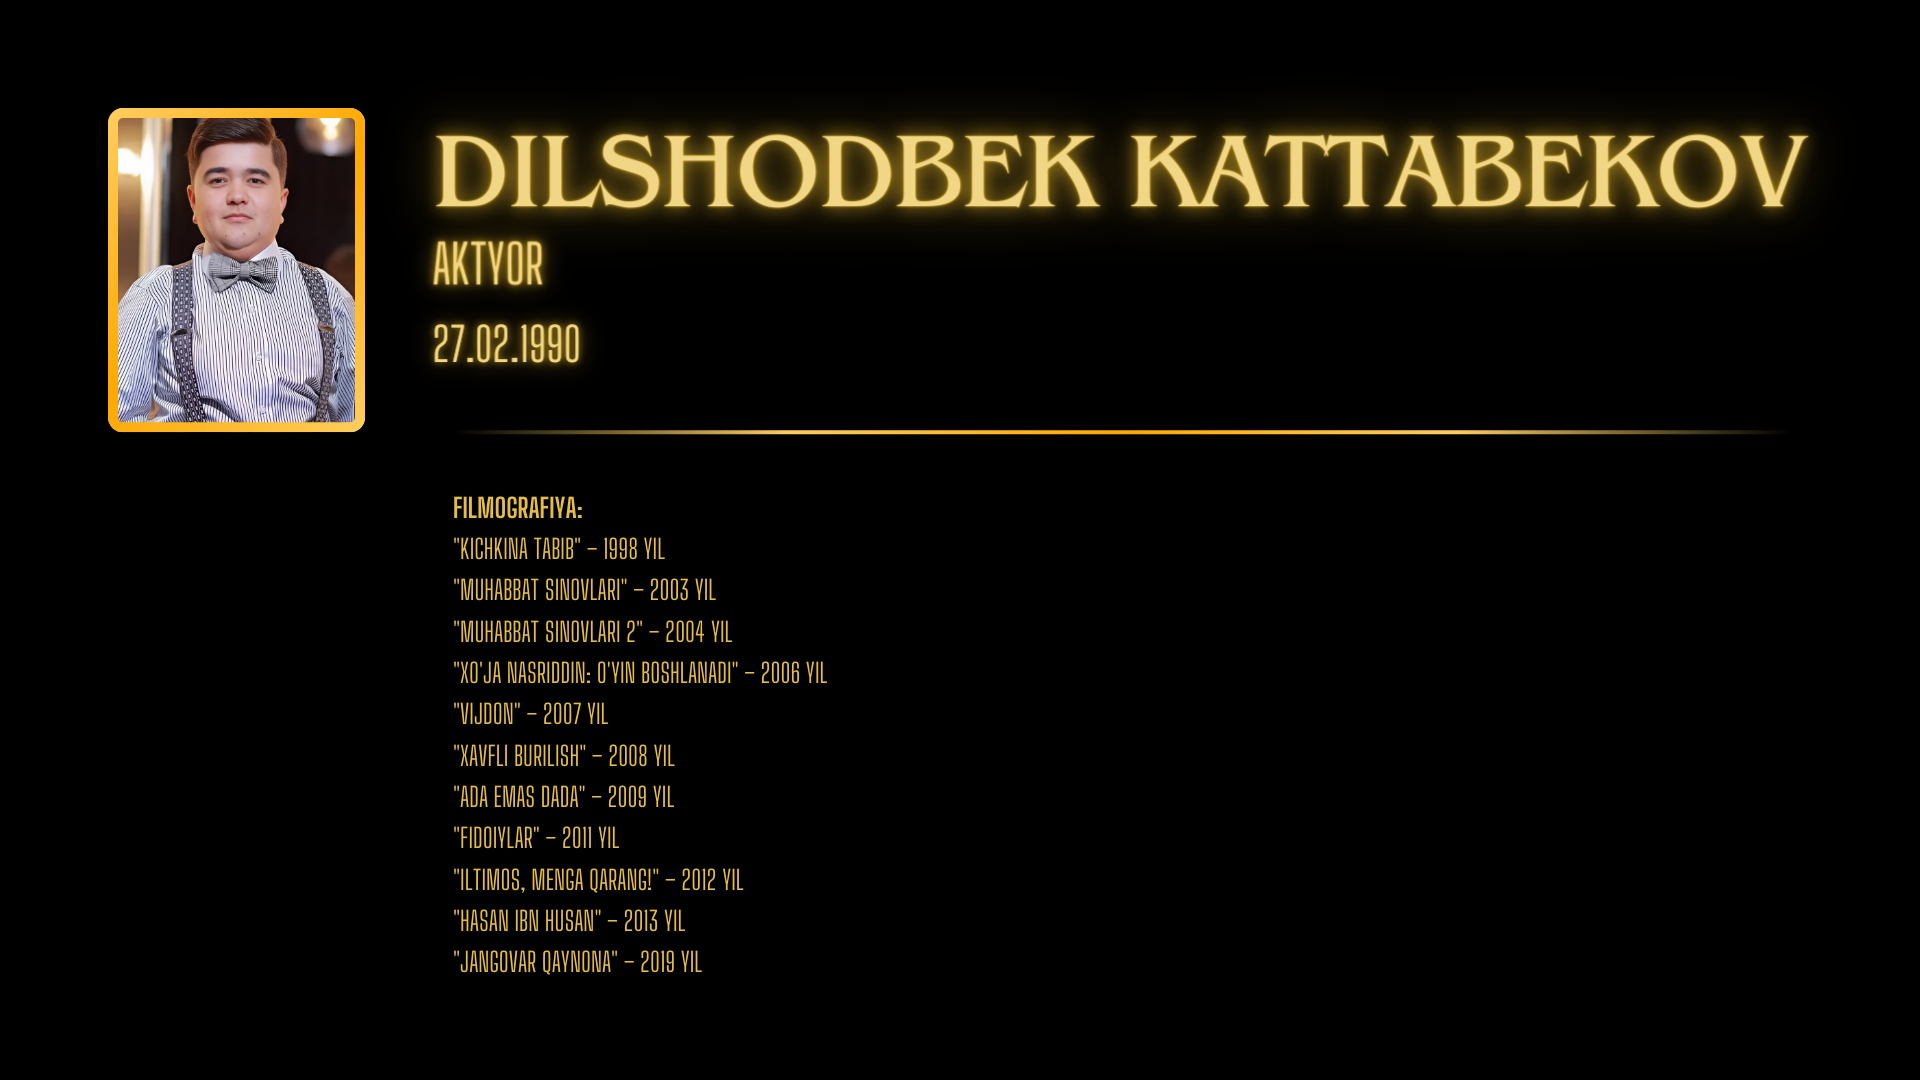 DILSHODBEK KATTABEKOV
AKTYOR
27.02.1990
FILMOGRAFIYA:
"KICHKINA TABIB" – 1998 YIL
"MUHABBAT SINOVLARI" – 2003 YIL
"MUHABBAT SINOVLARI 2" – 2004 YIL
"XO'JA NASRIDDIN: O'YIN BOSHLANADI" – 2006 YIL
"VIJDON" – 2007 YIL
"XAVFLI BURILISH" – 2008 YIL
"ADA EMAS DADA" – 2009 YIL
"FIDOIYLAR" – 2011 YIL
"ILTIMOS, MENGA QARANG!" – 2012 YIL
"HASAN IBN HUSAN" – 2013 YIL
"JANGOVAR QAYNONA" – 2019 YIL